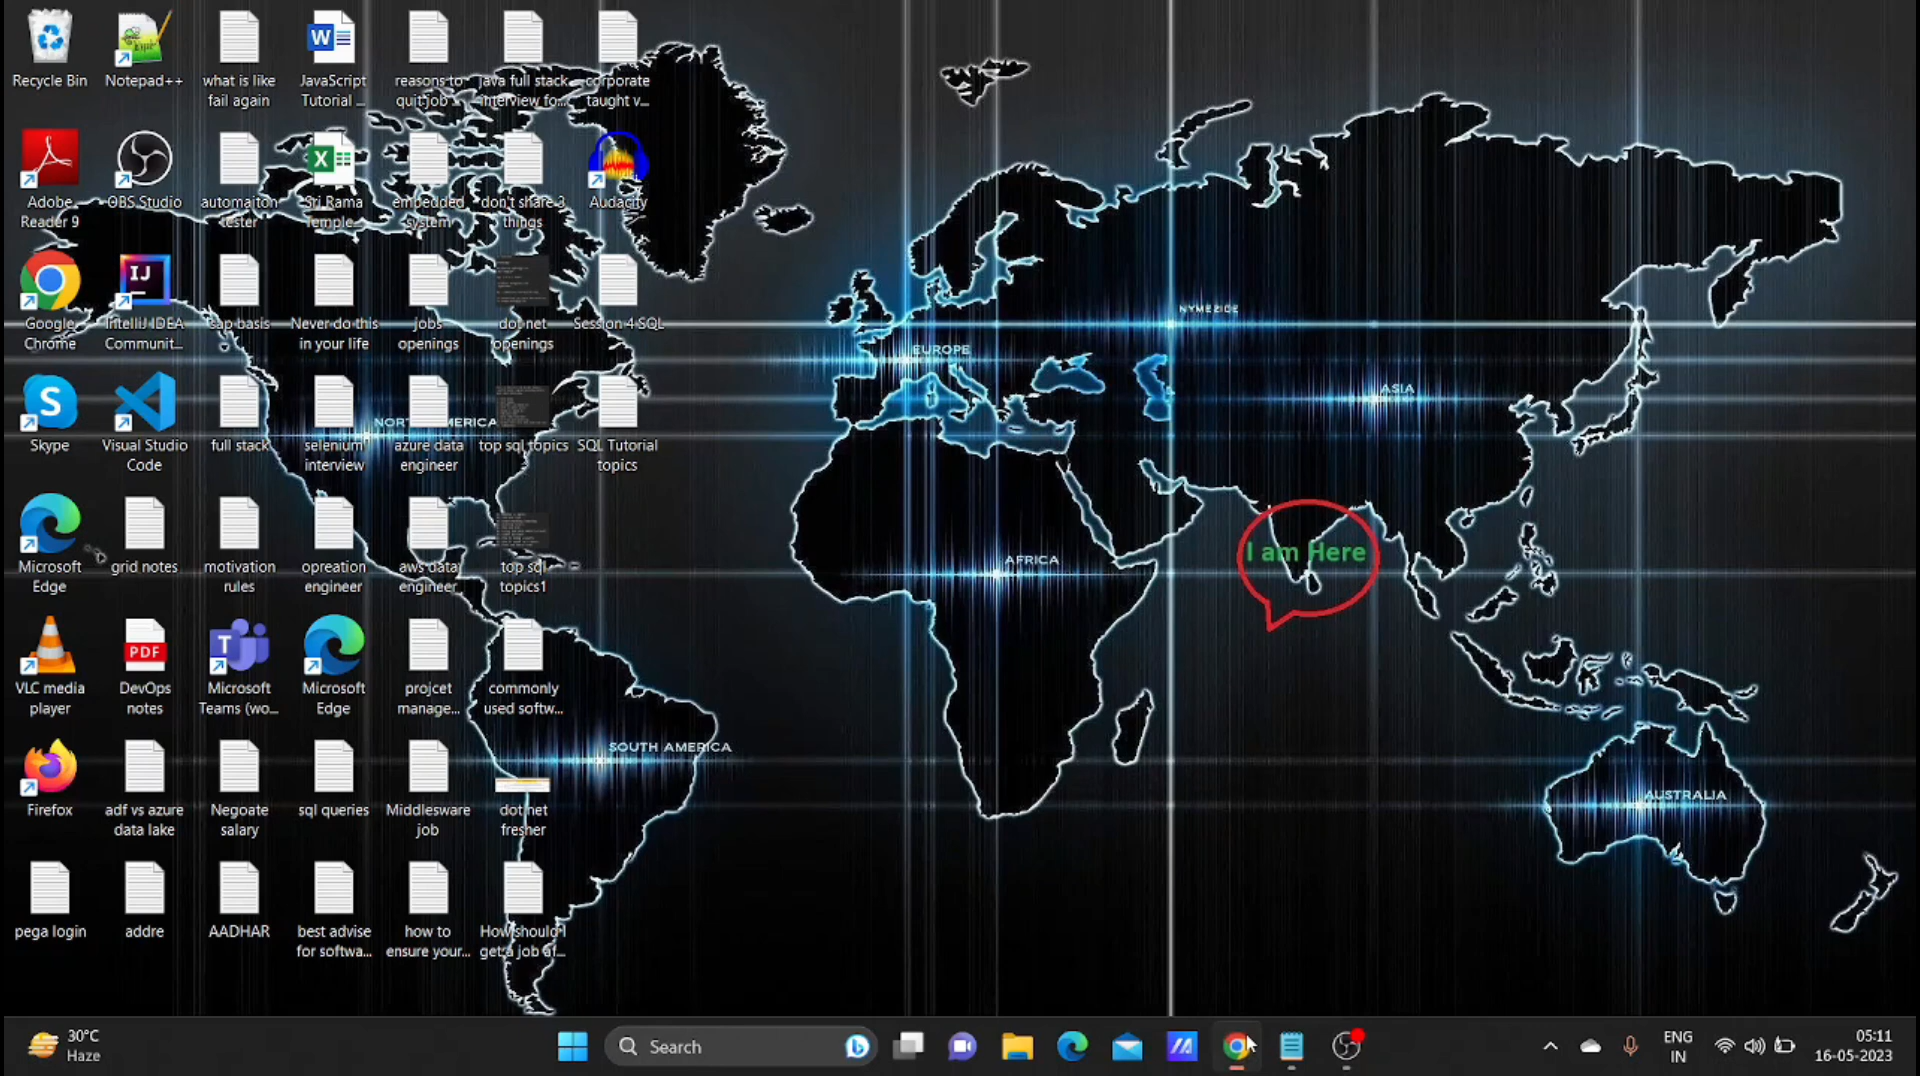 Recycle Bin
Notepad++
what is like
fail again
JavaScript
Tutorial ...
reasons to
quit job ...
java full stack
interview fo...
corporate
taught v...
Adobe
Reader 9
OBS Studio
automaiton
tester
Sri Rama
Temple...
embedded
system
don't share 3
things
Audacity
Google
Chrome
IntelliJ IDEA
Communit...
sap basis
Never do this
in your life
jobs
openings
dot net
openings
Session 4 SQL
Skype
Visual Studio
Code
full stack
selenium
interview
azure data
engineer
top sql topics
SQL Tutorial
topics
Microsoft
Edge
grid notes
motivation
rules
opreation
engineer
aws data
engineer
top sql
topics1
VLC media
player
DevOps
notes
Microsoft
Teams (wo...
Microsoft
Edge
projcet
manage...
commonly
used softw...
Firefox
adf vs azure
data lake
Negoate
salary
sql queries
Middlesware
job
dot net
fresher
pega login
addre
AADHAR
best advise
for softwa...
how to
ensure your...
How should I
get a job af...
PDF
IJ
NORTH AMERICA
SOUTH AMERICA
EUROPE
NYMEZIDE
ASIA
AFRICA
AUSTRALIA
I am Here
30°C
Haze
Search
ENG
IN
05:11
16-05-2023